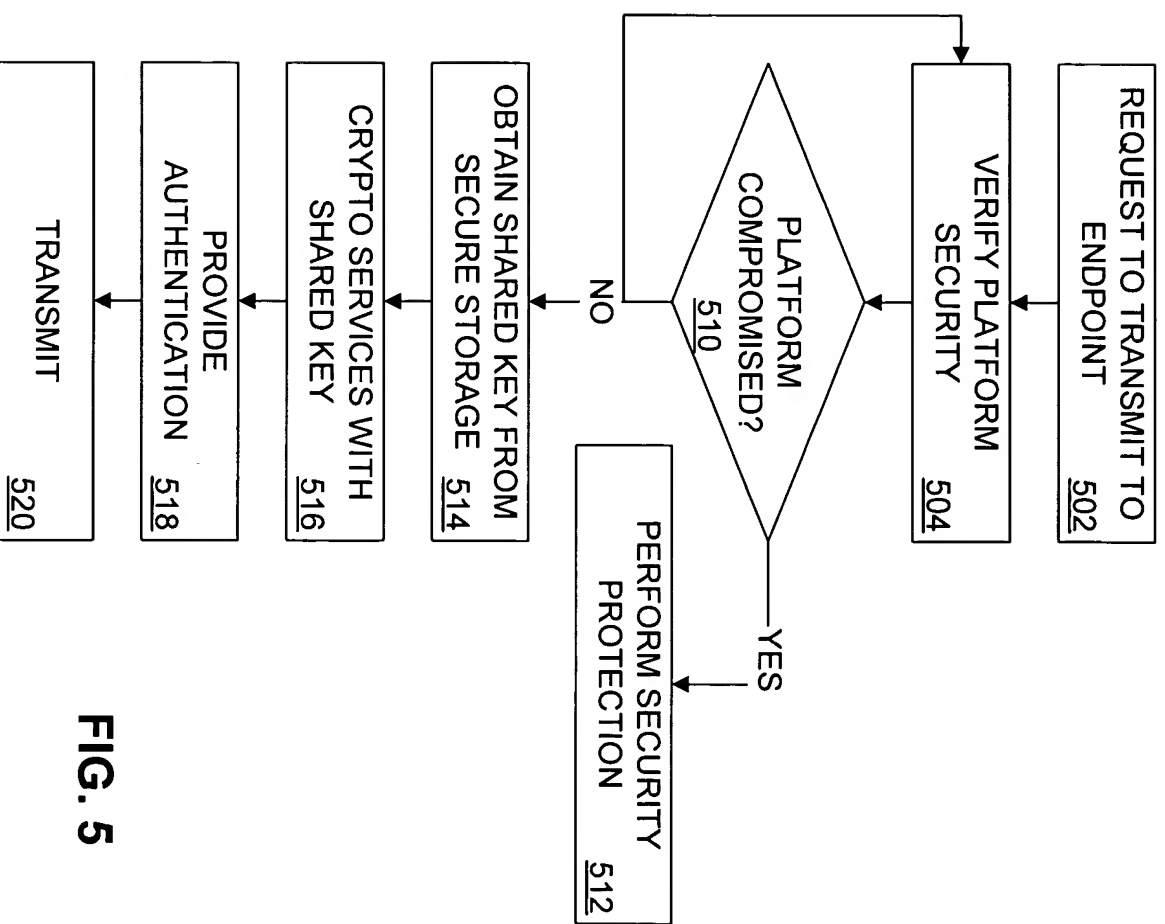 REQUEST TO TRANSMIT TO
ENDPOINT
502
VERIFY PLATFORM
SECURITY
504
PLATFORM
COMPROMISED?
510
YES
PERFORM SECURITY
PROTECTION
512
NO
OBTAIN SHARED KEY FROM
SECURE STORAGE
514
CRYPTO SERVICES WITH
SHARED KEY
516
PROVIDE
AUTHENTICATION
518
TRANSMIT
520
FIG. 5